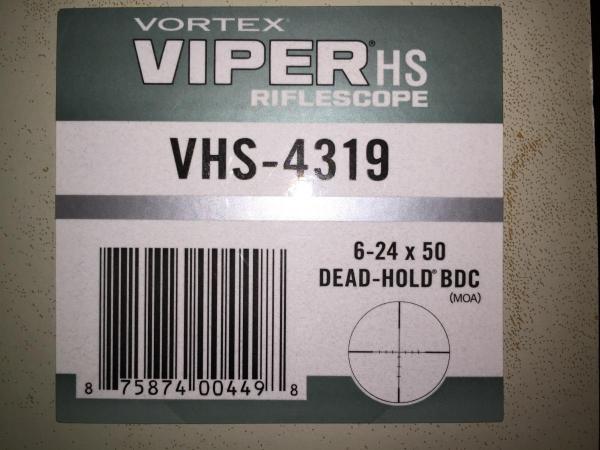 VORTEX®
VIPER® HS
RIFLESCOPE
VHS-4319
6-24 x 50
DEAD-HOLD® BDC
(MOA)
8 75874 00449 8